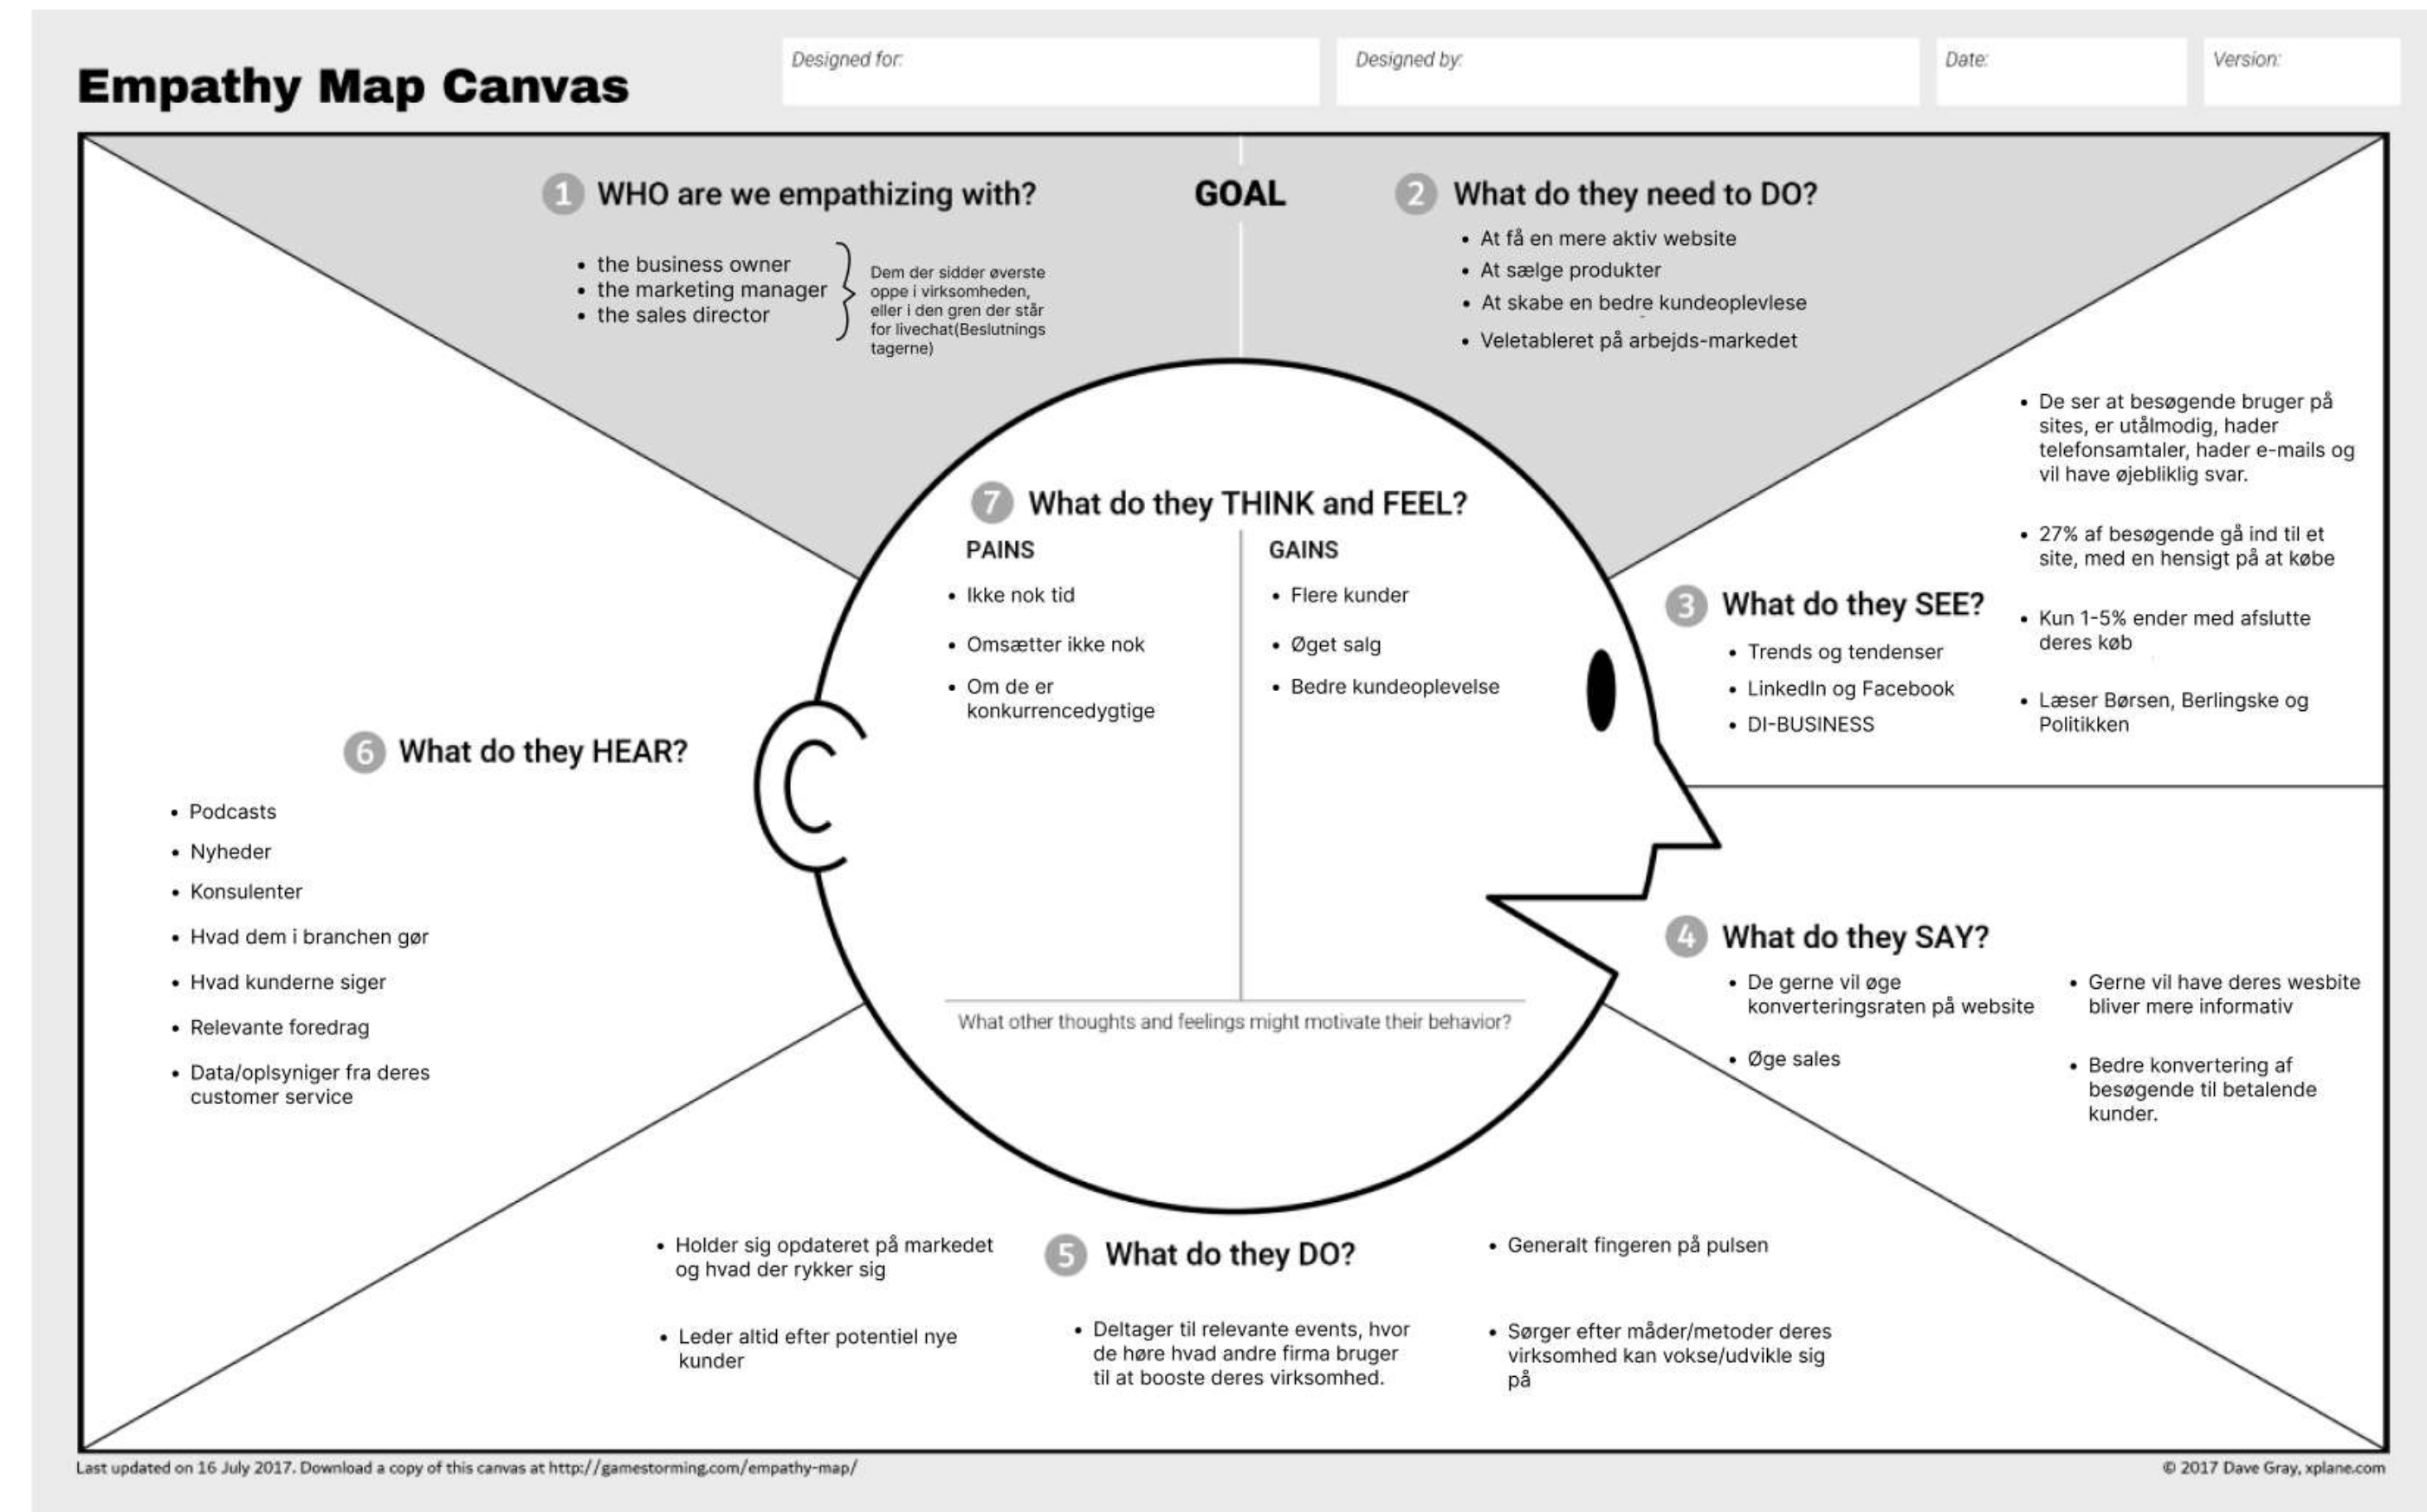 Empathy Map Canvas
Designed for:
Designed by:
Date:
Version:
1 WHO are we empathizing with?
• the business owner
• the marketing manager
• the sales director
Dem der sidder øverste
oppe i virksomheden,
eller i den gren der står
for livechat(Beslutnings
tagerne)
GOAL
2 What do they need to DO?
• At få en mere aktiv website
• At sælge produkter
• At skabe en bedre kundeoplevlese
• Veletableret på arbejds-markedet
7 What do they THINK and FEEL?
PAINS
• Ikke nok tid
• Omsætter ikke nok
• Om de er
konkurrencedygtige
GAINS
• Flere kunder
• Øget salg
• Bedre kundeoplevelse
What other thoughts and feelings might motivate their behavior?
3 What do they SEE?
• Trends og tendenser
• LinkedIn og Facebook
• DI-BUSINESS
• De ser at besøgende bruger på
sites, er utålmodig, hader
telefonsamtaler, hader e-mails og
vil have øjebliklig svar.
• 27% af besøgende gå ind til et
site, med en hensigt på at købe
• Kun 1-5% ender med afslutte
deres køb
• Læser Børsen, Berlingske og
Politikken
4 What do they SAY?
• De gerne vil øge
konverteringsraten på website
• Øge sales
• Gerne vil have deres wesbite
bliver mere informativ
• Bedre konvertering af
besøgende til betalende
kunder.
6 What do they HEAR?
• Podcasts
• Nyheder
• Konsulenter
• Hvad dem i branchen gør
• Hvad kunderne siger
• Relevante foredrag
• Data/oplsyniger fra deres
customer service
5 What do they DO?
• Holder sig opdateret på markedet
og hvad der rykker sig
• Leder altid efter potentiel nye
kunder
• Deltager til relevante events, hvor
de høre hvad andre firma bruger
til at booste deres virksomhed.
• Generalt fingeren på pulsen
• Sørger efter måder/metoder deres
virksomhed kan vokse/udvikle sig
på
Last updated on 16 July 2017. Download a copy of this canvas at http://gamestorming.com/empathy-map/
© 2017 Dave Gray, xplane.com